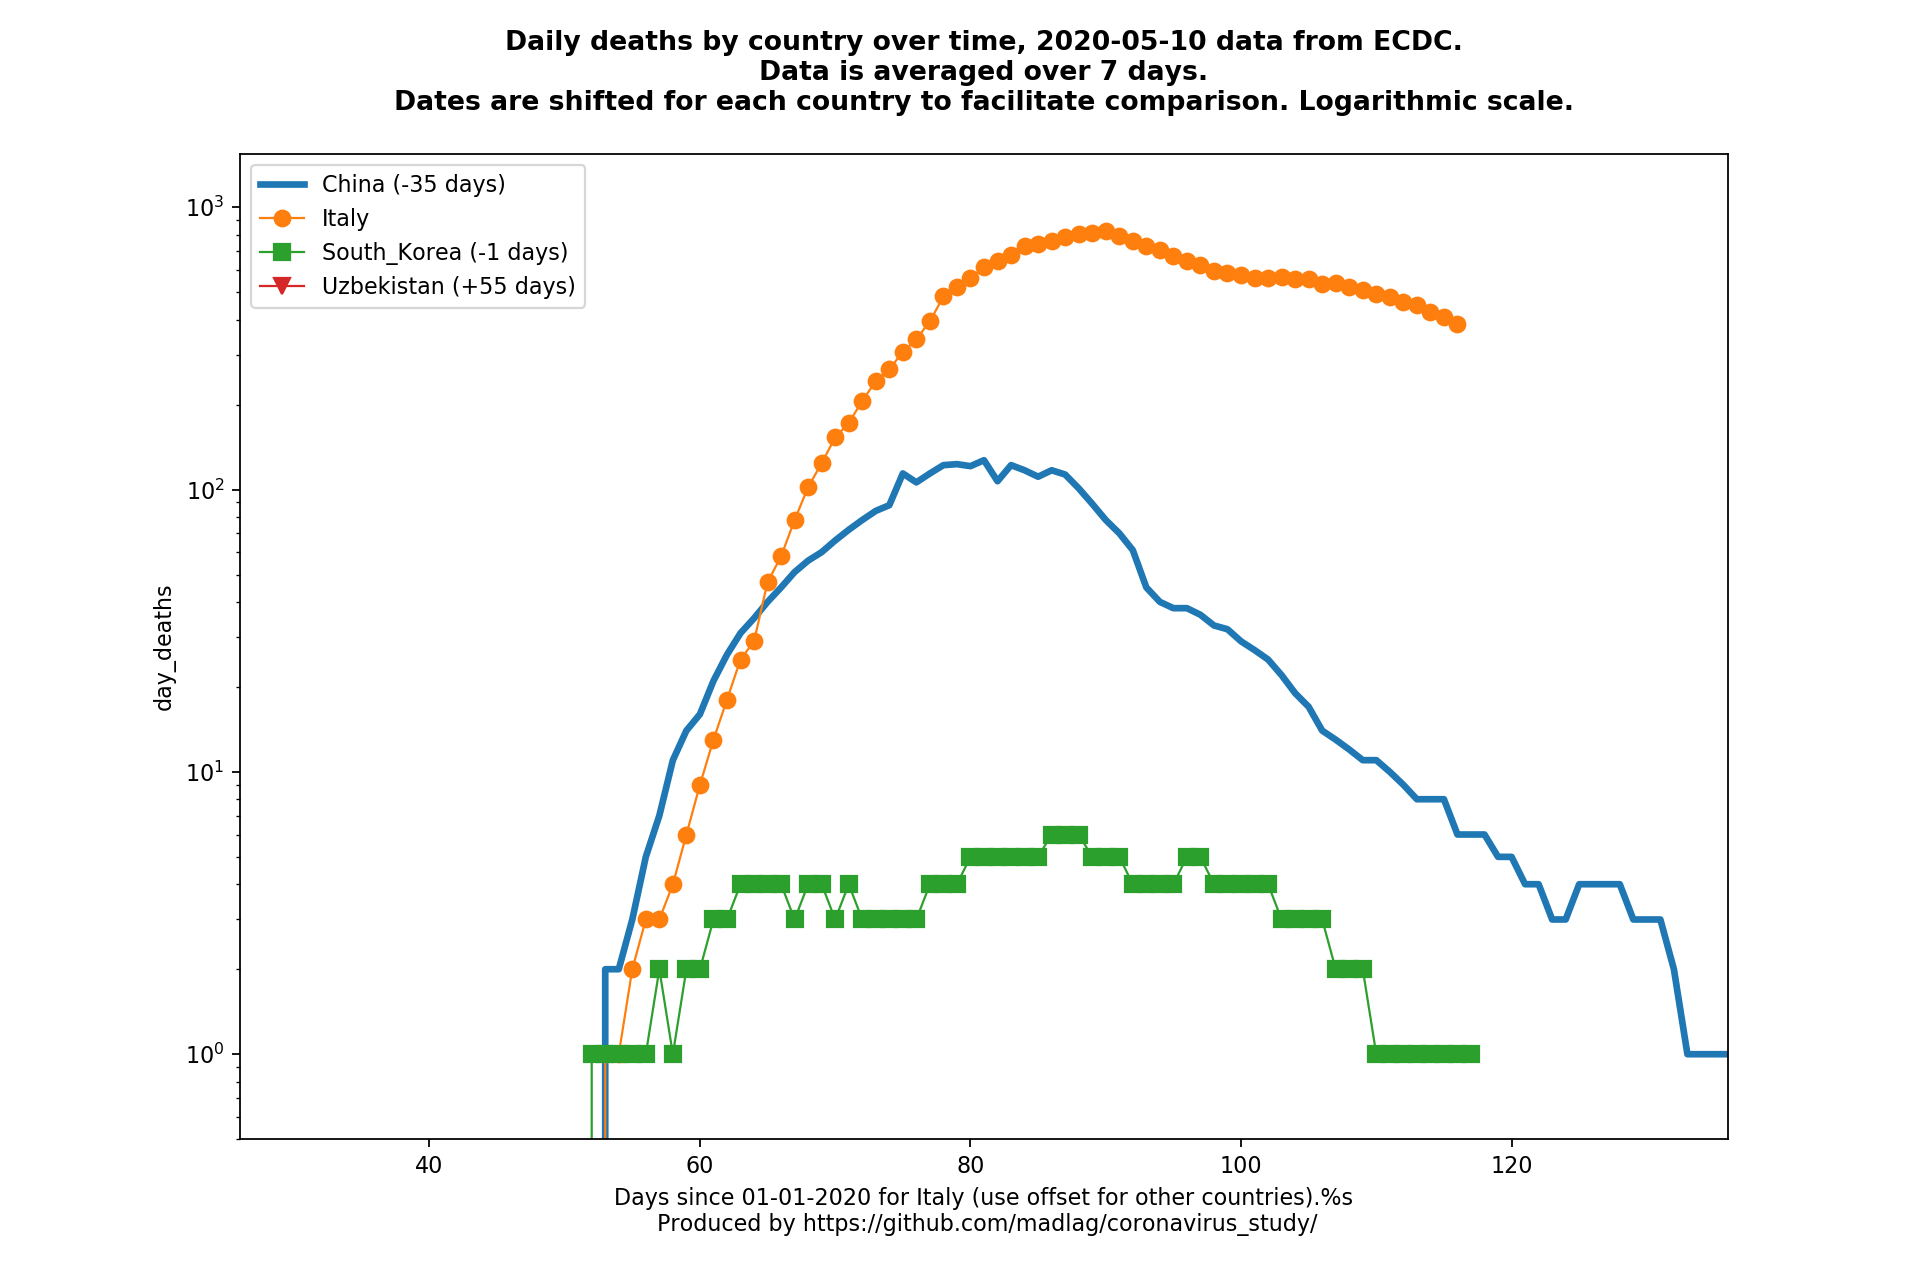 Daily deaths by country over time, 2020-05-10 data from ECDC.
Data is averaged over 7 days.
Dates are shifted for each country to facilitate comparison. Logarithmic scale.
China (-35 days)
Italy
South_Korea (-1 days)
Uzbekistan (+55 days)
10³
10²
10¹
10⁰
day_deaths
40 60 80 100 120
Days since 01-01-2020 for Italy (use offset for other countries).%s
Produced by https://github.com/madlag/coronavirus_study/